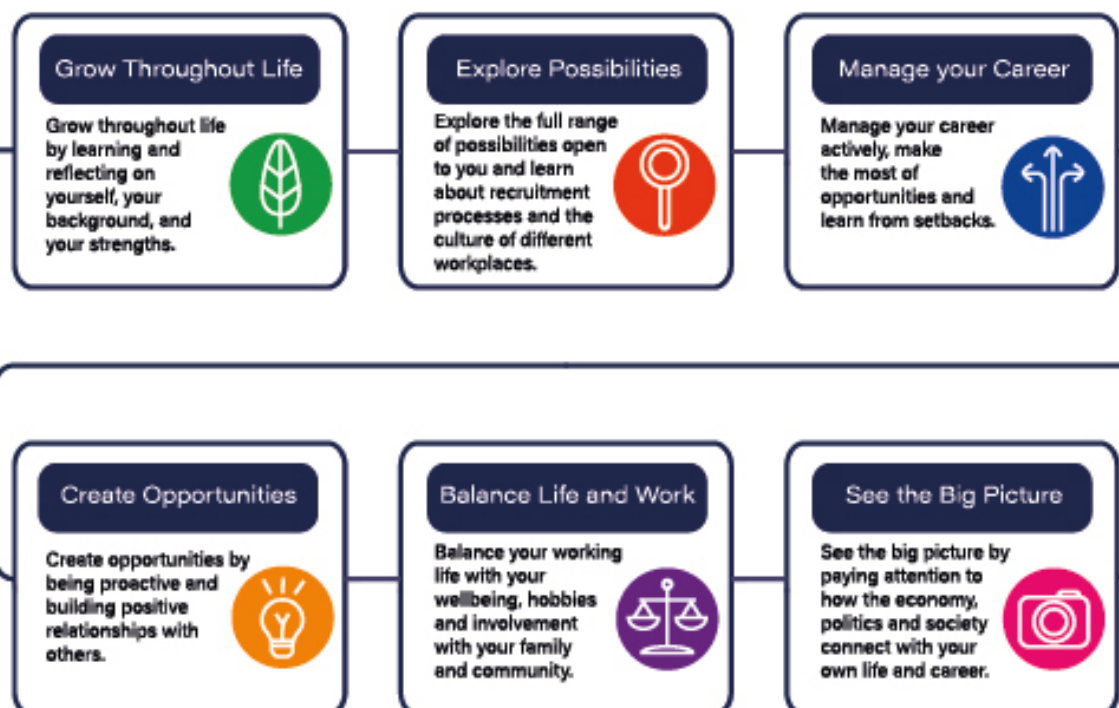 Grow Throughout Life
Grow throughout life
by learning and
reflecting on
yourself, your
background, and
your strengths.
Explore Possibilities
Explore the full range
of possibilities open
to you and learn
about recruitment
processes and the
culture of different
workplaces.
Manage your Career
Manage your career
actively, make
the most of
opportunities and
learn from setbacks.
Create Opportunities
Create opportunities by
being proactive and
building positive
relationships with
others.
Balance Life and Work
Balance your working
life with your
wellbeing, hobbies
and involvement
with your family
and community.
See the Big Picture
See the big picture by
paying attention to
how the economy,
politics and society
connect with your
own life and career.